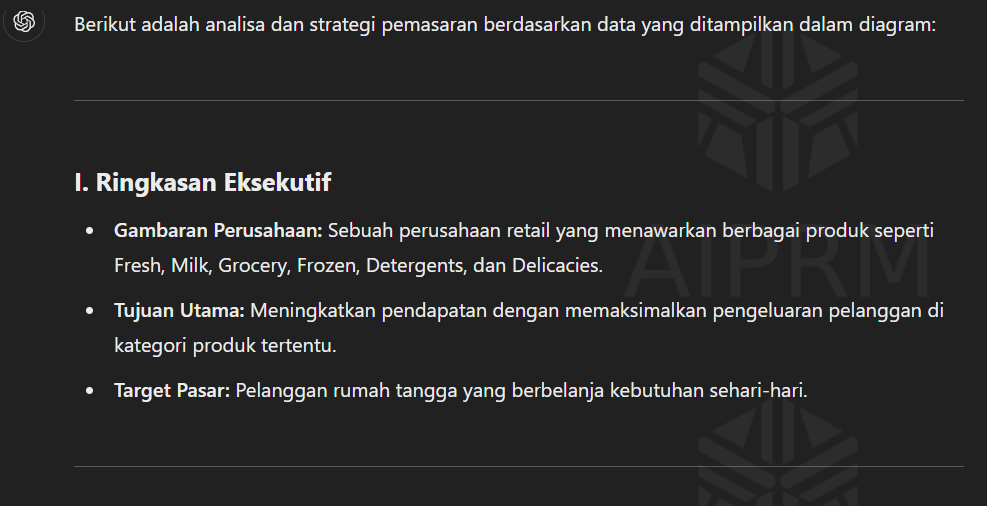 Berikut adalah analisa dan strategi pemasaran berdasarkan data yang ditampilkan dalam diagram:
I. Ringkasan Eksekutif
• Gambaran Perusahaan: Sebuah perusahaan retail yang menawarkan berbagai produk seperti
Fresh, Milk, Grocery, Frozen, Detergents, dan Delicacies.
• Tujuan Utama: Meningkatkan pendapatan dengan memaksimalkan pengeluaran pelanggan di
kategori produk tertentu.
• Target Pasar: Pelanggan rumah tangga yang berbelanja kebutuhan sehari-hari.
AIPRM